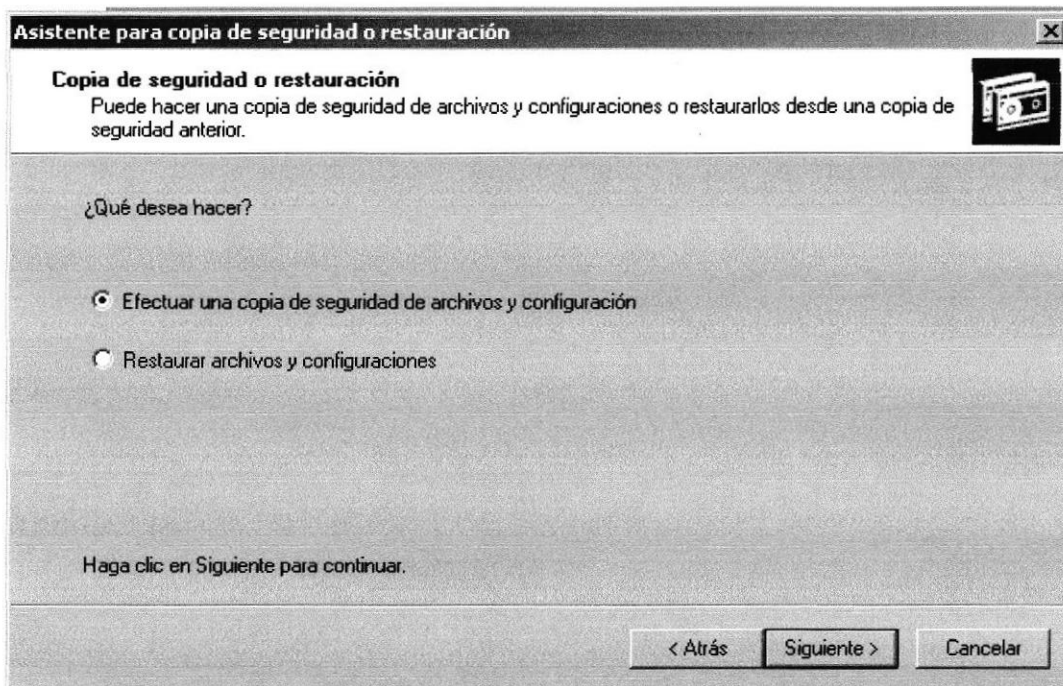 Asistente para copia de seguridad o restauración
Copia de seguridad o restauración
Puede hacer una copia de seguridad de archivos y configuraciones o restaurarlos desde una copia de
seguridad anterior.
¿Qué desea hacer?
Efectuar una copia de seguridad de archivos y configuración
Restaurar archivos y configuraciones
Haga clic en Siguiente para continuar.
< Atrás Siguiente > Cancelar